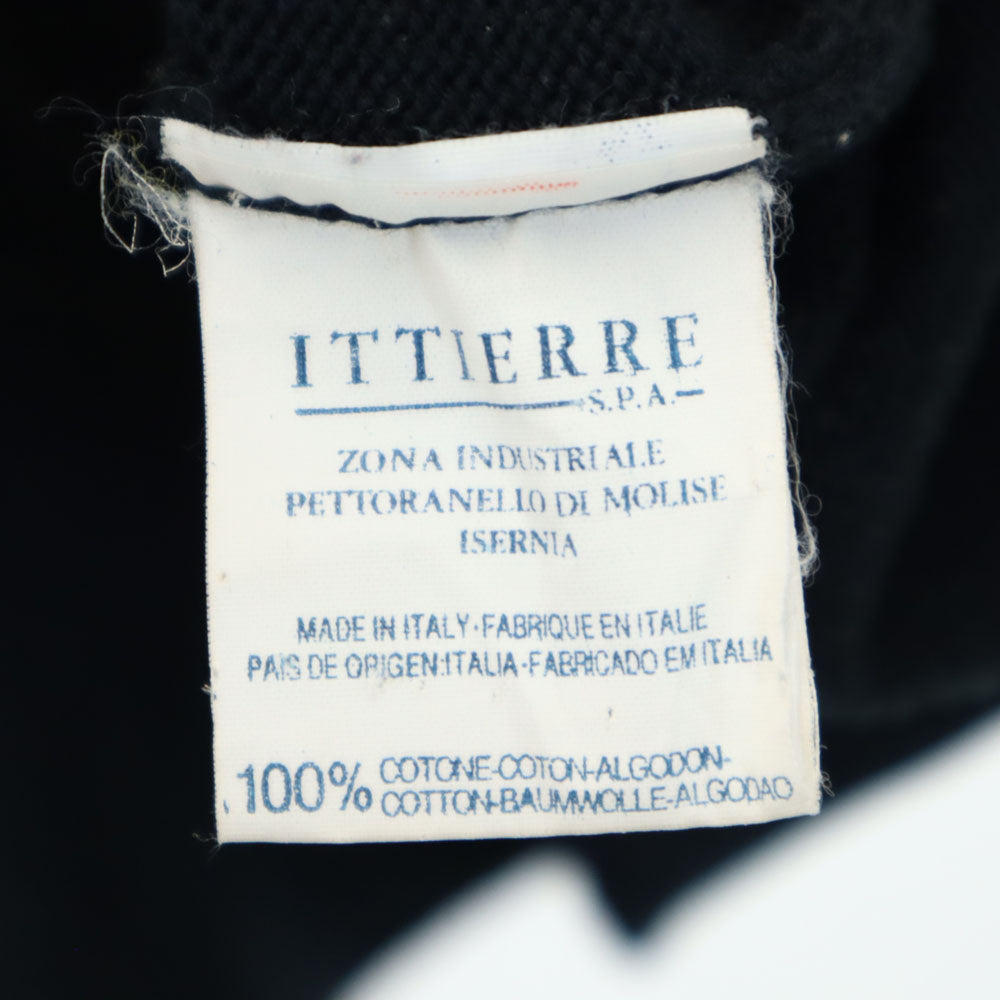 ITTIERRE
S.P.A.
ZONA INDUSTRIALE
PETTORANELLO DI MOLISE
ISERNIA
MADE IN ITALY·FABRIQUE EN ITALIE
PAIS DE ORIGEN:ITALIA·FABRICADO EM ITALIA
100% COTONE-COTON-ALGODON-
COTTON-BAUMWOLLE-ALGODAO